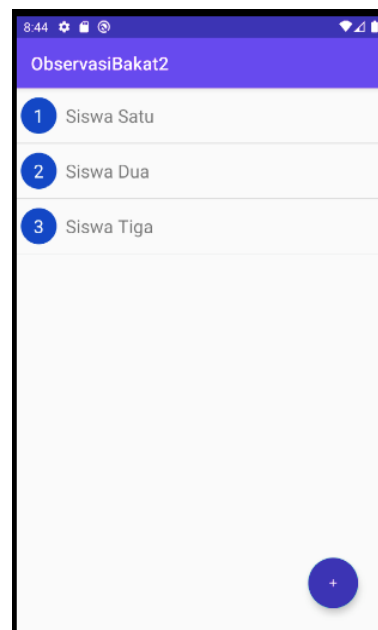 8:44
ObservasiBakat2
1 Siswa Satu
2 Siswa Dua
3 Siswa Tiga
+